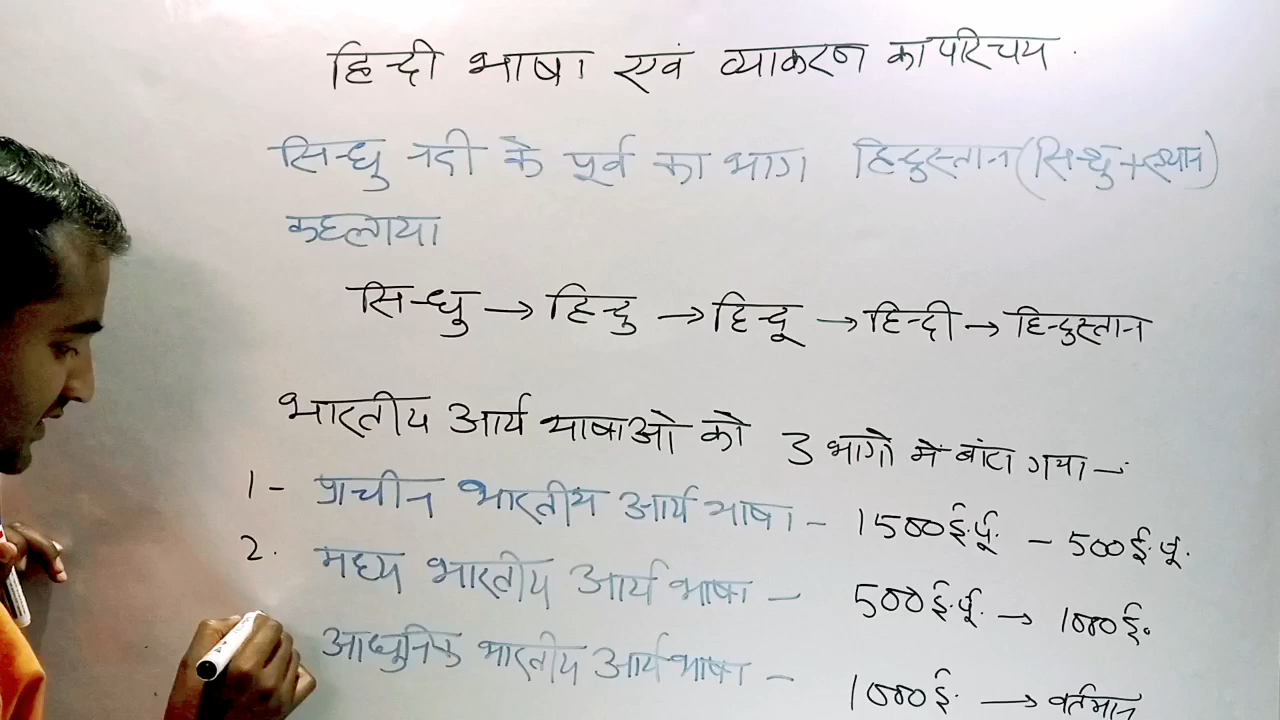 हिन्दी भाषा एवं व्याकरण का परिचय .
सिन्धु नदी के पूर्व का भाग हिन्दुस्तान (सिन्धु + स्थान)
कहलाया
सिन्धु → हिन्दु → हिन्दू → हिन्दी → हिन्दुस्तान
भारतीय आर्य भाषाओ को 3 भागो मे बांटा गया -:
1- प्राचीन भारतीय आर्य भाषा - 1500 ई.पू. - 500 ई.पू.
2. मध्य भारतीय आर्य भाषा - 500 ई.पू. → 1000 ई.
आधुनिक भारतीय आर्य भाषा - 1000 ई. → वर्तमान